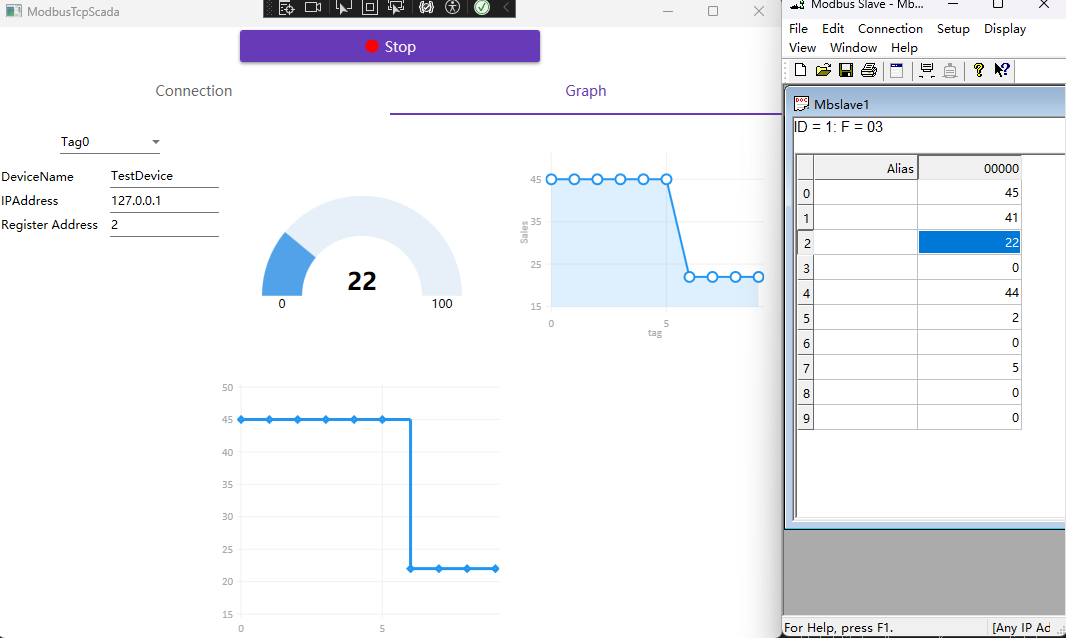 ModbusTcpScada
Stop
Connection
Graph
Tag0
DeviceName
TestDevice
IPAddress
127.0.0.1
Register Address
2
22
0
100
45
35
25
15
Sales
0
5
tag
50
45
40
35
30
25
20
15
0
5
Modbus Slave - Mb...
File Edit Connection Setup Display
View Window Help
Mbslave1
ID = 1: F = 03
Alias 00000
0 45
1 41
2 22
3 0
4 44
5 2
6 0
7 5
8 0
9 0
For Help, press F1.
[Any IP Ad